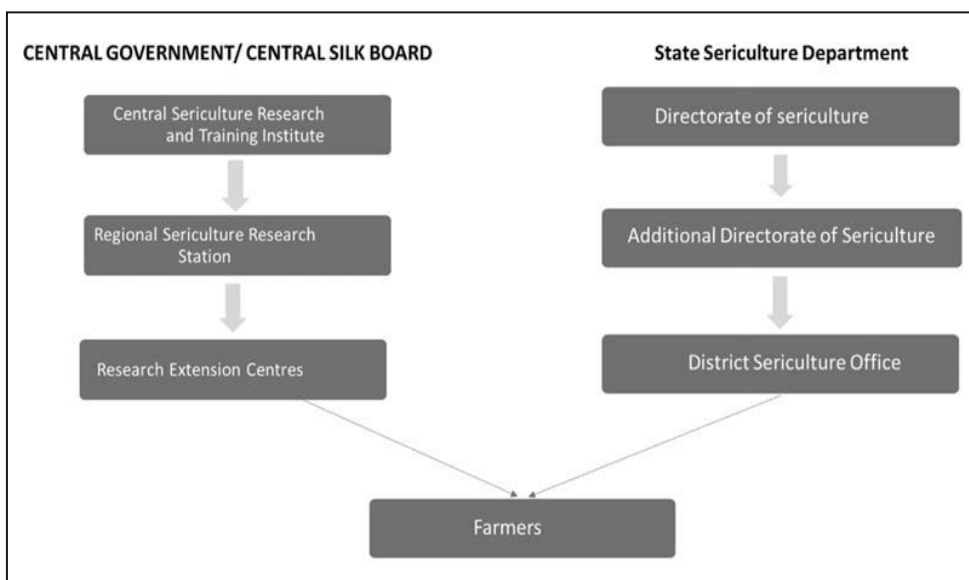 CENTRAL GOVERNMENT/ CENTRAL SILK BOARD
Central Sericulture Research
and Training Institute
Regional Sericulture Research
Station
Research Extension Centres
State Sericulture Department
Directorate of sericulture
Additional Directorate of Sericulture
District Sericulture Office
Farmers